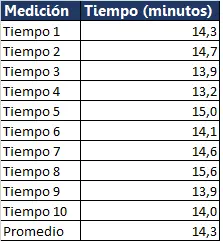 Medición Tiempo (minutos)
Tiempo 1 14,3
Tiempo 2 14,7
Tiempo 3 13,9
Tiempo 4 13,2
Tiempo 5 15,0
Tiempo 6 14,1
Tiempo 7 14,6
Tiempo 8 15,6
Tiempo 9 13,9
Tiempo 10 14,0
Promedio 14,3